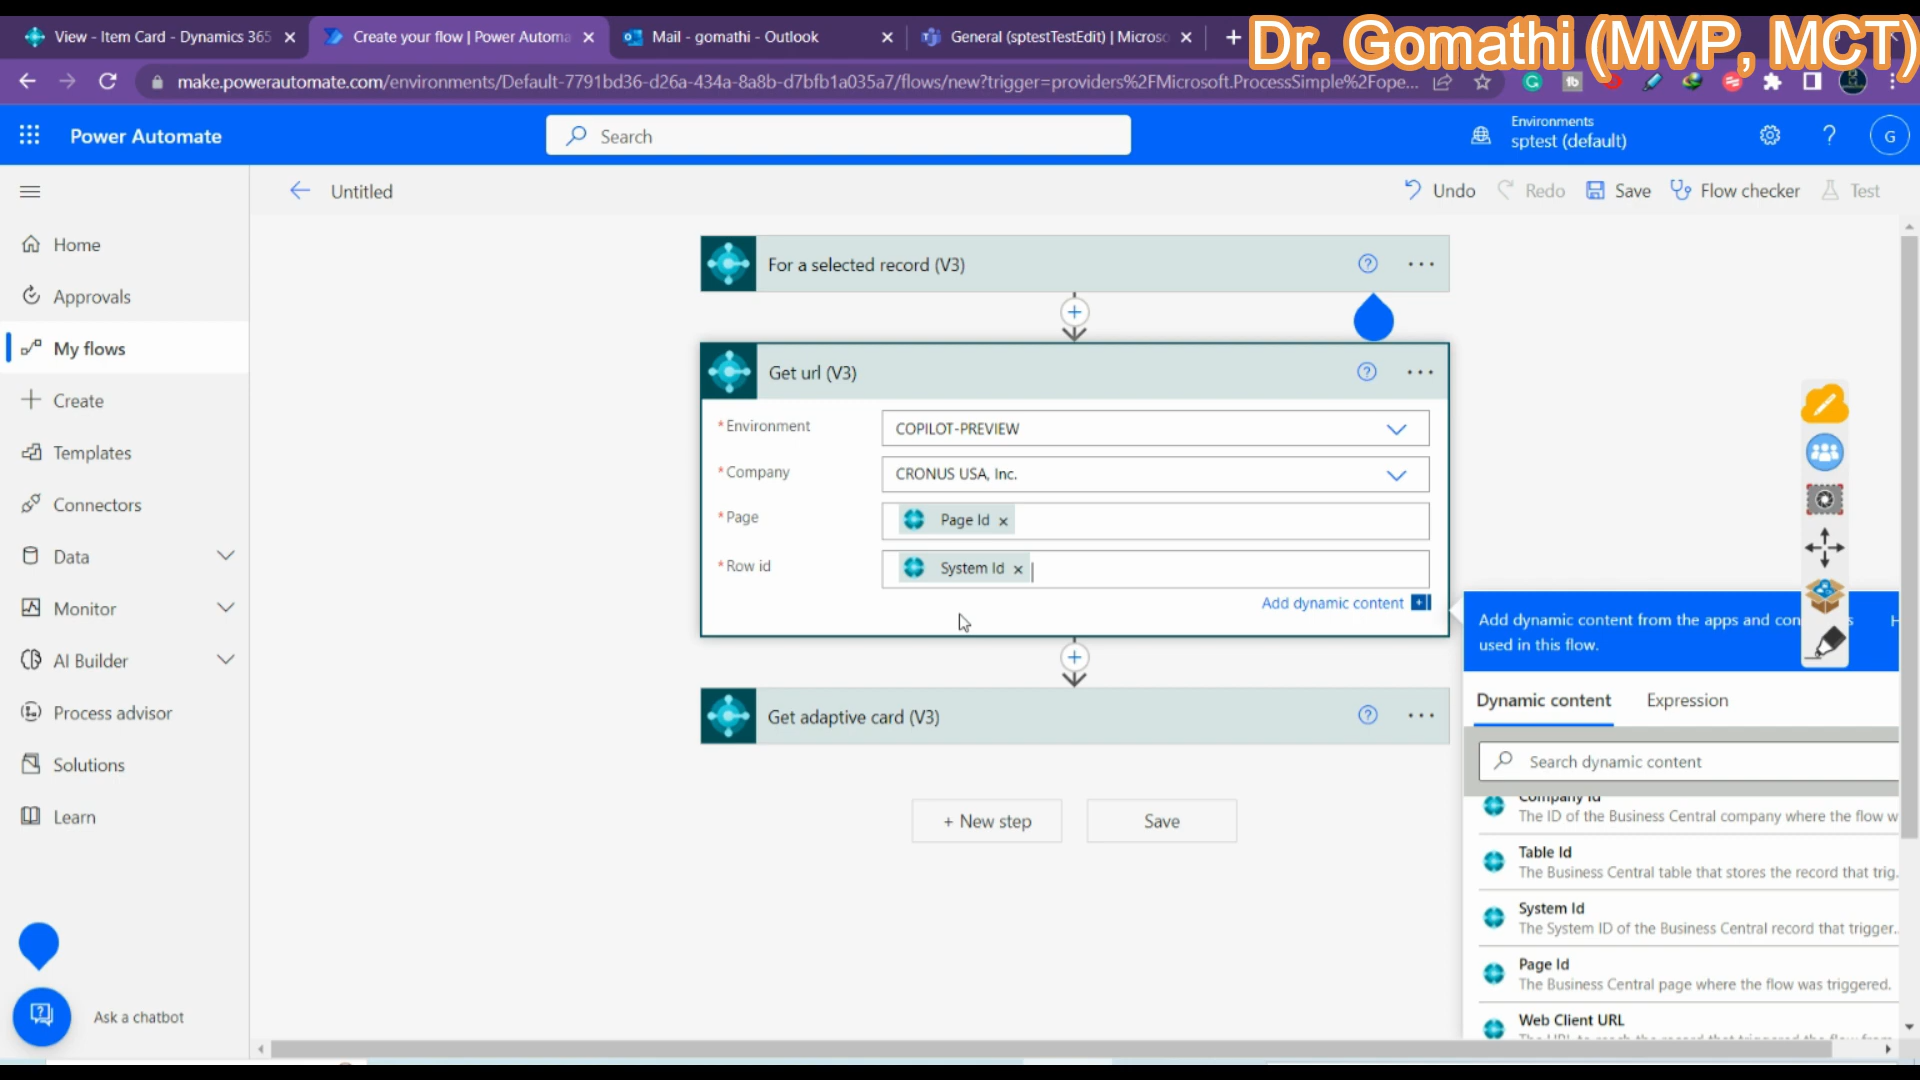 View - Item Card - Dynamics 365
Create your flow | Power Automa
Mail - gomathi - Outlook
General (sptestTestEdit) | Microso
Dr. Gomathi (MVP, MCT)
make.powerautomate.com/environments/Default-7791bd36-d26a-434a-8a8b-d7bfb1a035a7/flows/new?trigger=providers%2FMicrosoft.ProcessSimple%2Fope...
Power Automate
Search
Environments
sptest (default)
G
Untitled
Undo
Redo
Save
Flow checker
Test
Home
Approvals
My flows
Create
Templates
Connectors
Data
Monitor
AI Builder
Process advisor
Solutions
Learn
Ask a chatbot
For a selected record (V3)
Get url (V3)
*Environment
COPILOT-PREVIEW
*Company
CRONUS USA, Inc.
*Page
Page Id
*Row id
System Id
Add dynamic content
Get adaptive card (V3)
+ New step
Save
Add dynamic content from the apps and con s H
used in this flow.
Dynamic content
Expression
Search dynamic content
Company Id
The ID of the Business Central company where the flow w
Table Id
The Business Central table that stores the record that trig.
System Id
The System ID of the Business Central record that trigger..
Page Id
The Business Central page where the flow was triggered.
Web Client URL